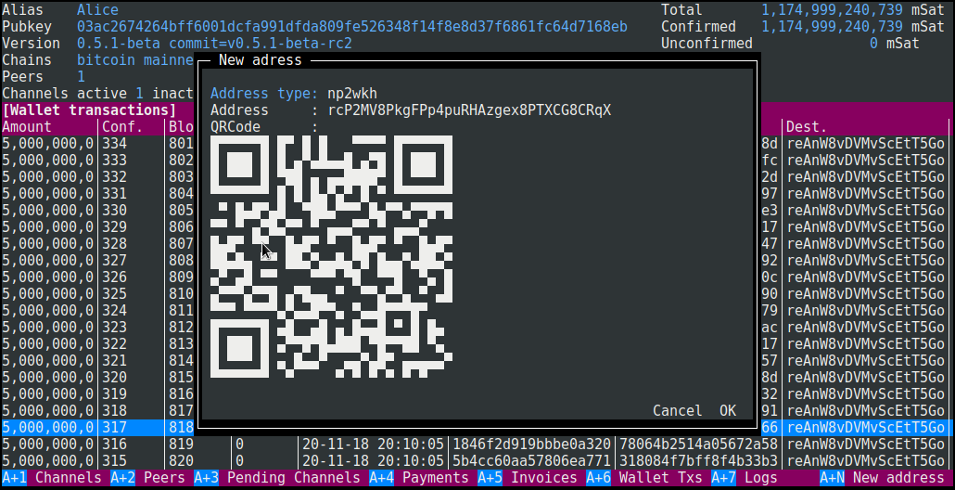 Alias Alice Total 1,174,999,240,739 mSat
Pubkey 03ac2674264bff6001dcfa991dfda809fe526348f14f8e8d37f6861fc64d7168eb Confirmed 1,174,999,240,739 mSat
Version 0.5.1-beta commit=v0.5.1-beta-rc2 Unconfirmed 0 mSat
Chains bitcoin mainne
New adress
Peers 1
Channels active 1 inact
Address type: np2wkh
[Wallet transactions]
Address : rcP2MV8PkgFPp4puRHAzgex8PTXCG8CRqX
Amount Conf. Blo QRCode : Dest.
5,000,000,0 334 801 8d reAnW8vDVMvScEtT5Go
5,000,000,0 333 802 fc reAnW8vDVMvScEtT5Go
5,000,000,0 332 803 2d reAnW8vDVMvScEtT5Go
5,000,000,0 331 804 97 reAnW8vDVMvScEtT5Go
5,000,000,0 330 805 e3 reAnW8vDVMvScEtT5Go
5,000,000,0 329 806 17 reAnW8vDVMvScEtT5Go
5,000,000,0 328 807 47 reAnW8vDVMvScEtT5Go
5,000,000,0 327 808 92 reAnW8vDVMvScEtT5Go
5,000,000,0 326 809 0c reAnW8vDVMvScEtT5Go
5,000,000,0 325 810 90 reAnW8vDVMvScEtT5Go
5,000,000,0 324 811 79 reAnW8vDVMvScEtT5Go
5,000,000,0 323 812 ac reAnW8vDVMvScEtT5Go
5,000,000,0 322 813 17 reAnW8vDVMvScEtT5Go
5,000,000,0 321 814 57 reAnW8vDVMvScEtT5Go
5,000,000,0 320 815 8d reAnW8vDVMvScEtT5Go
5,000,000,0 319 816 32 reAnW8vDVMvScEtT5Go
5,000,000,0 318 817 Cancel OK 91 reAnW8vDVMvScEtT5Go
5,000,000,0 317 818 66 reAnW8vDVMvScEtT5Go
5,000,000,0 316 819 0 20-11-18 20:10:05 1846f2d919bbbe0a320 78064b2514a05672a58 reAnW8vDVMvScEtT5Go
5,000,000,0 315 820 0 20-11-18 20:10:05 5b4cc60aa57806ea771 318084f7bff8f4b33b3 reAnW8vDVMvScEtT5Go
A+1 Channels A+2 Peers A+3 Pending Channels A+4 Payments A+5 Invoices A+6 Wallet Txs A+7 Logs A+N New address